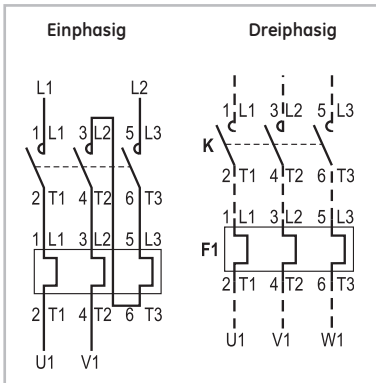 Einphasig Dreiphasig
L1 L2
1 L1 3 L2 5 L3 1 L1 3 L2 5 L3
K
2 T1 4 T2 6 T3 2 T1 4 T2 6 T3
1 L1 3 L2 5 L3 1 L1 3 L2 5 L3
F1
2 T1 4 T2 6 T3 2 T1 4 T2 6 T3
U1 V1 U1 V1 W1